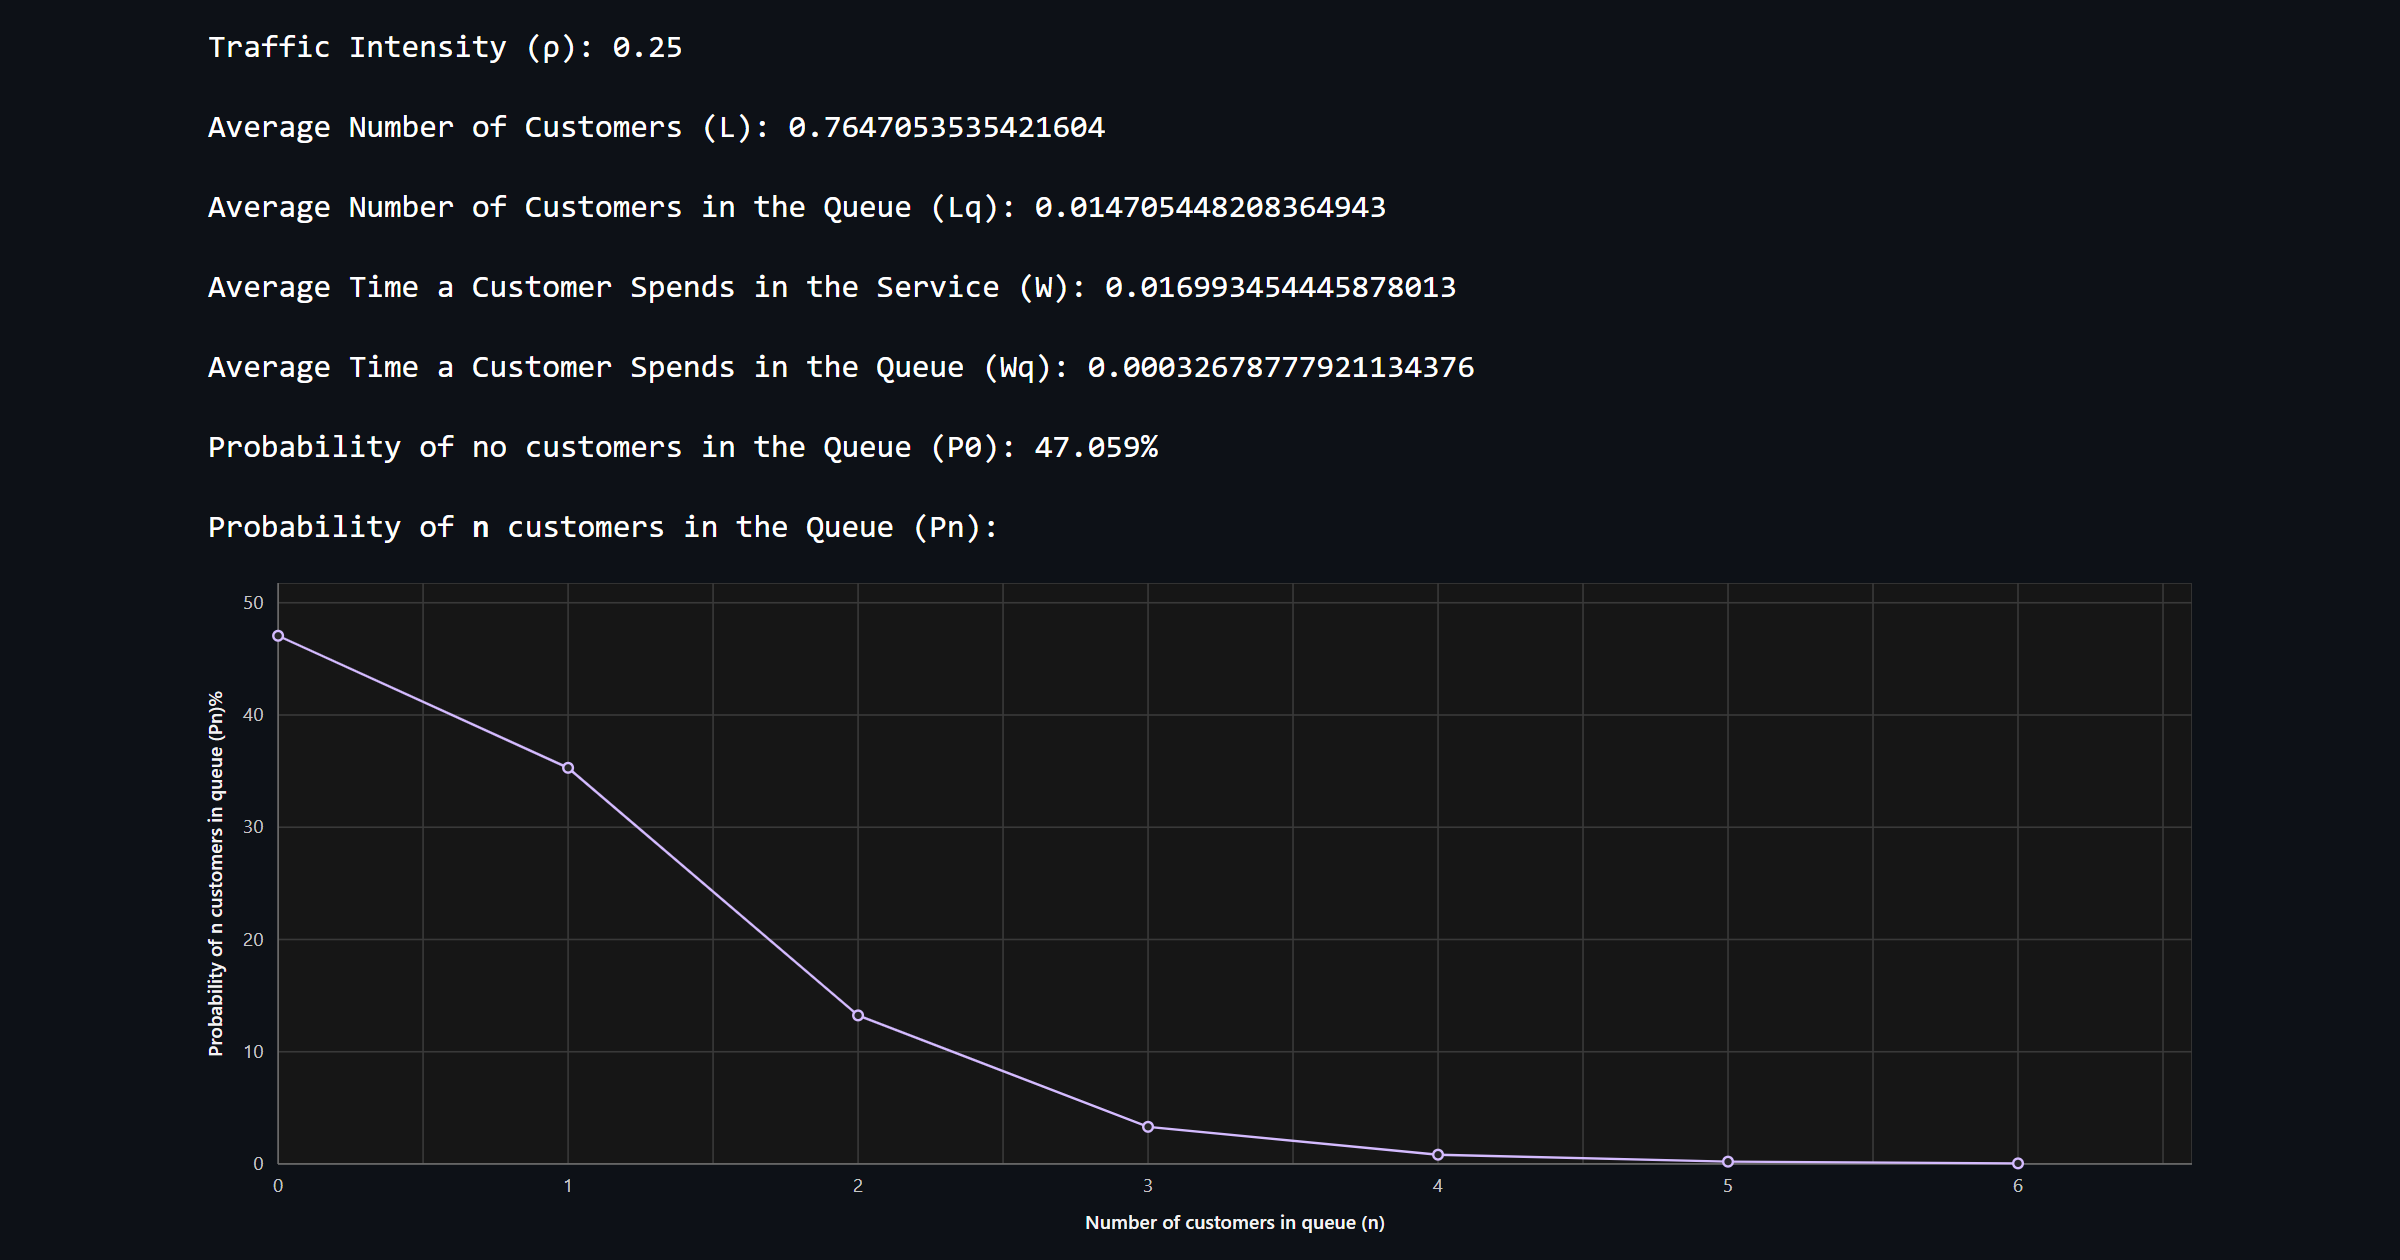 Traffic Intensity (ρ): 0.25
Average Number of Customers (L): 0.7647053535421604
Average Number of Customers in the Queue (Lq): 0.014705448208364943
Average Time a Customer Spends in the Service (W): 0.016993454445878013
Average Time a Customer Spends in the Queue (Wq): 0.00032678777921134376
Probability of no customers in the Queue (P0): 47.059%
Probability of n customers in the Queue (Pn):
Probability of n customers in queue (Pn)%
50
40
30
20
10
0
0 1 2 3 4 5 6
Number of customers in queue (n)